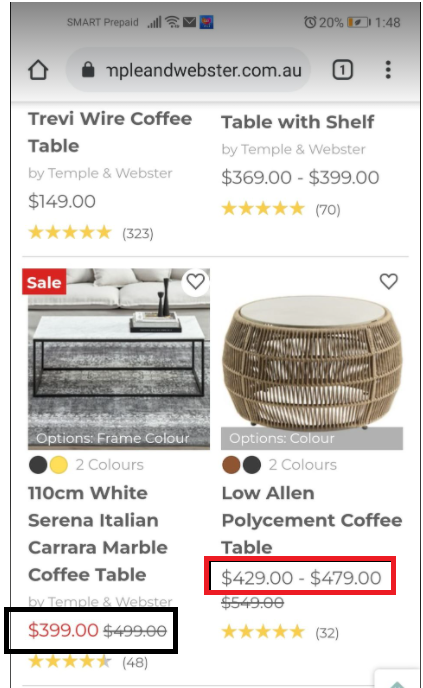 SMART Prepaid 20% 1:48
mpleandwebster.com.au 1
Trevi Wire Coffee
Table
by Temple & Webster
$149.00
(323)
Table with Shelf
by Temple & Webster
$369.00 - $399.00
(70)
Sale
Options: Frame Colour
2 Colours
110cm White
Serena Italian
Carrara Marble
Coffee Table
by Temple & Webster
$399.00 $499.00
(48)
Options: Colour
2 Colours
Low Allen
Polycement Coffee
Table
$429.00 - $479.00
$549.00
(32)